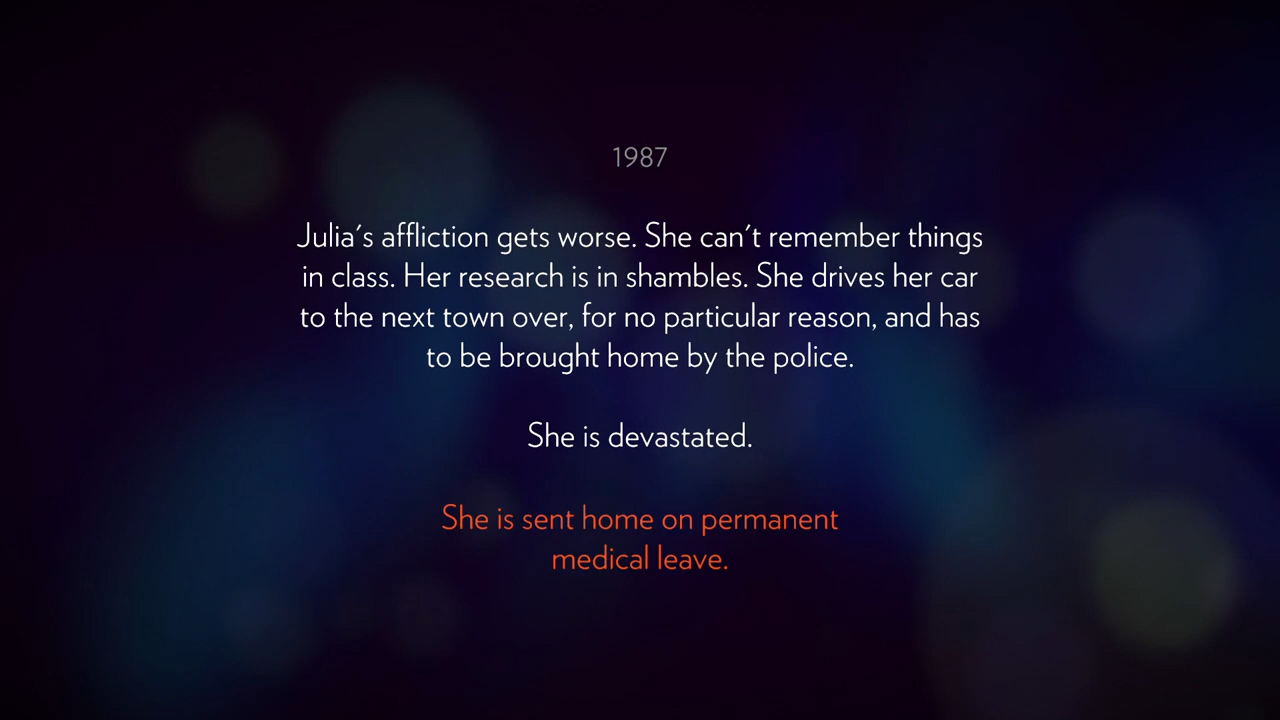 1987
Julia's affliction gets worse. She can't remember things
in class. Her research is in shambles. She drives her car
to the next town over, for no particular reason, and has
to be brought home by the police.
She is devastated.
She is sent home on permanent
medical leave.